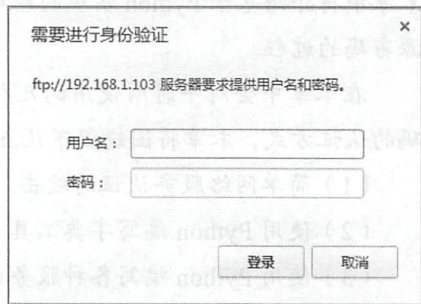 需要进行身份验证
×
ftp://192.168.1.103 服务器要求提供用户名和密码。
用户名：
密码：
登录 取消